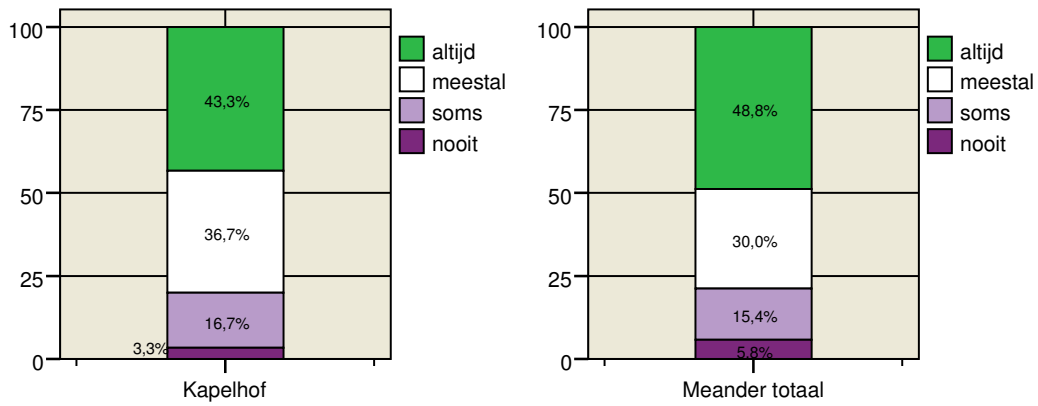 100
75
50
25
0
43,3%
36,7%
16,7%
3,3%
Kapelhof
altijd
meestal
soms
nooit
100
75
50
25
0
48,8%
30,0%
15,4%
5,8%
Meander totaal
altijd
meestal
soms
nooit